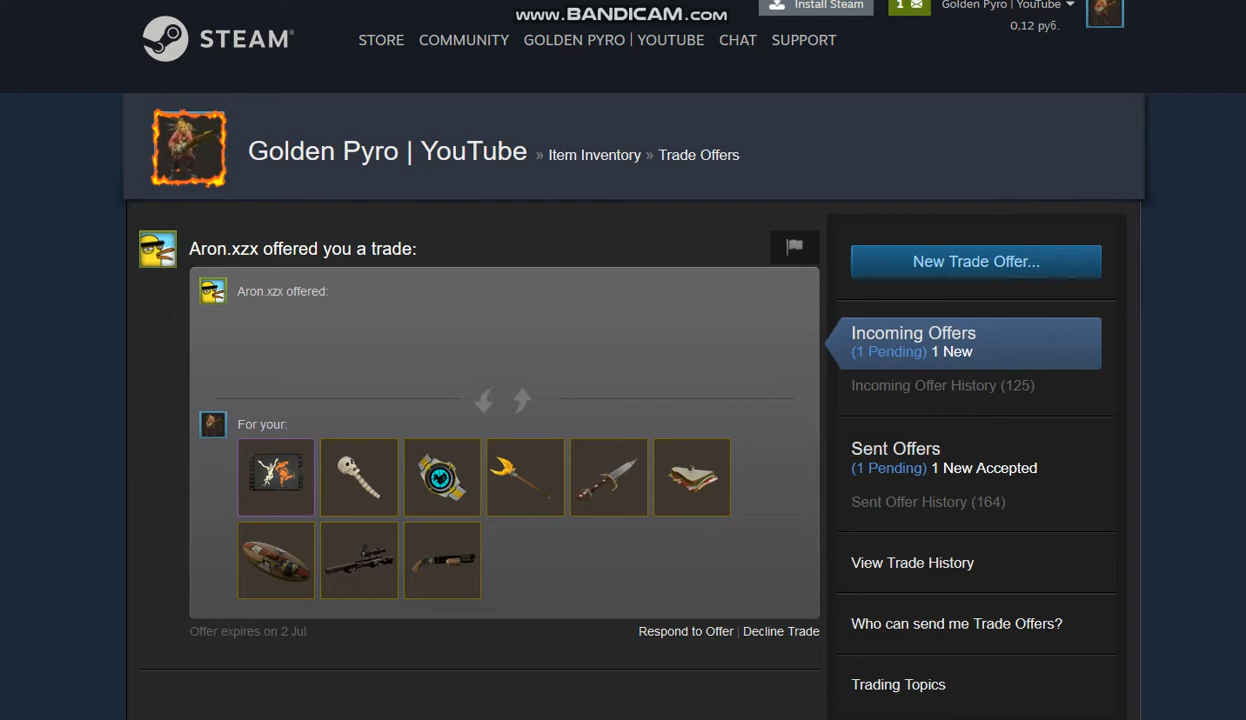 www.BANDICAM.com
Install Steam
1
Golden Pyro | YouTube
0,12 руб.
STEAM®
STORE COMMUNITY GOLDEN PYRO | YOUTUBE CHAT SUPPORT
Golden Pyro | YouTube » Item Inventory » Trade Offers
Aron.xzx offered you a trade:
Aron.xzx offered:
For your:
Offer expires on 2 Jul
Respond to Offer | Decline Trade
New Trade Offer...
Incoming Offers
(1 Pending) 1 New
Incoming Offer History (125)
Sent Offers
(1 Pending) 1 New Accepted
Sent Offer History (164)
View Trade History
Who can send me Trade Offers?
Trading Topics